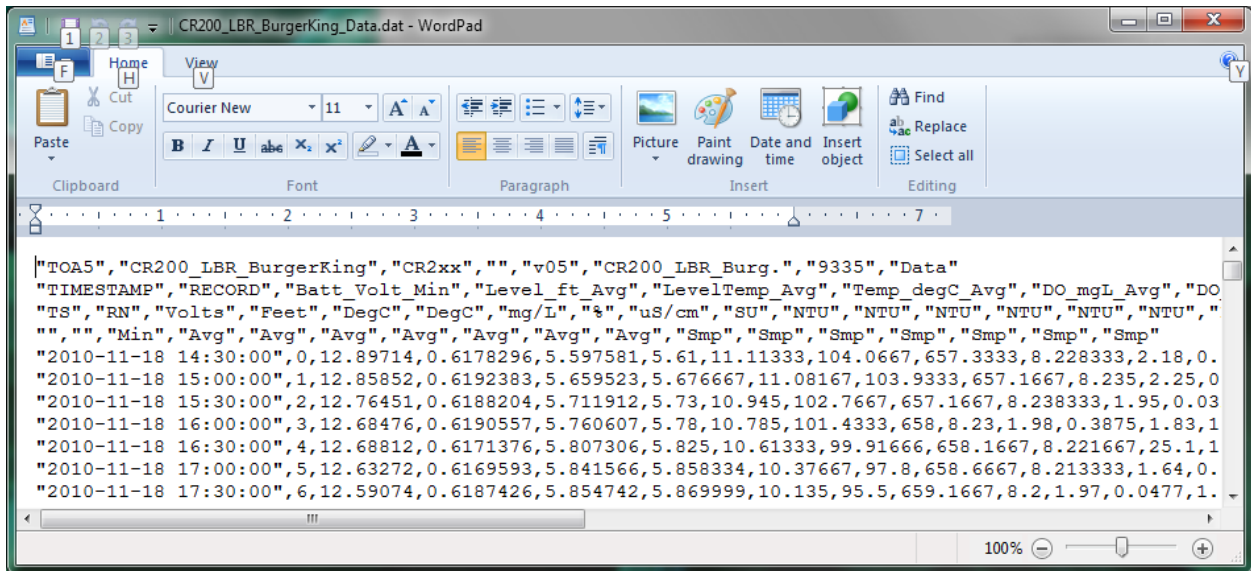 CR200_LBR_BurgerKing_Data.dat - WordPad
1 2 3
F Home View Y
H V
Paste
Cut
Copy
Clipboard
Courier New 11 A A
B I U abc X₂ X² A
Font
Paragraph
Picture
Paint drawing
Date and time
Insert object
Insert
Find
Replace
Select all
Editing
1 2 3 4 5 7
"TOA5","CR200_LBR_BurgerKing","CR2xx","","v05","CR200_LBR_Burg.","9335","Data"
"TIMESTAMP","RECORD","Batt_Volt_Min","Level_ft_Avg","LevelTemp_Avg","Temp_degC_Avg","DO_mgL_Avg","DO
"TS","RN","Volts","Feet","DegC","DegC","mg/L","%","uS/cm","SU","NTU","NTU","NTU","NTU","NTU","NTU","
"","","Min","Avg","Avg","Avg","Avg","Avg","Avg","Avg","Smp","Smp","Smp","Smp","Smp","Smp","Smp"
"2010-11-18 14:30:00",0,12.89714,0.6178296,5.597581,5.61,11.11333,104.0667,657.3333,8.228333,2.18,0.
"2010-11-18 15:00:00",1,12.85852,0.6192383,5.659523,5.676667,11.08167,103.9333,657.1667,8.235,2.25,0
"2010-11-18 15:30:00",2,12.76451,0.6188204,5.711912,5.73,10.945,102.7667,657.1667,8.238333,1.95,0.03
"2010-11-18 16:00:00",3,12.68476,0.6190557,5.760607,5.78,10.785,101.4333,658,8.23,1.98,0.3875,1.83,1
"2010-11-18 16:30:00",4,12.68812,0.6171376,5.807306,5.825,10.61333,99.91666,658.1667,8.221667,25.1,1
"2010-11-18 17:00:00",5,12.63272,0.6169593,5.841566,5.858334,10.37667,97.8,658.6667,8.213333,1.64,0.
"2010-11-18 17:30:00",6,12.59074,0.6187426,5.854742,5.869999,10.135,95.5,659.1667,8.2,1.97,0.0477,1.
100%